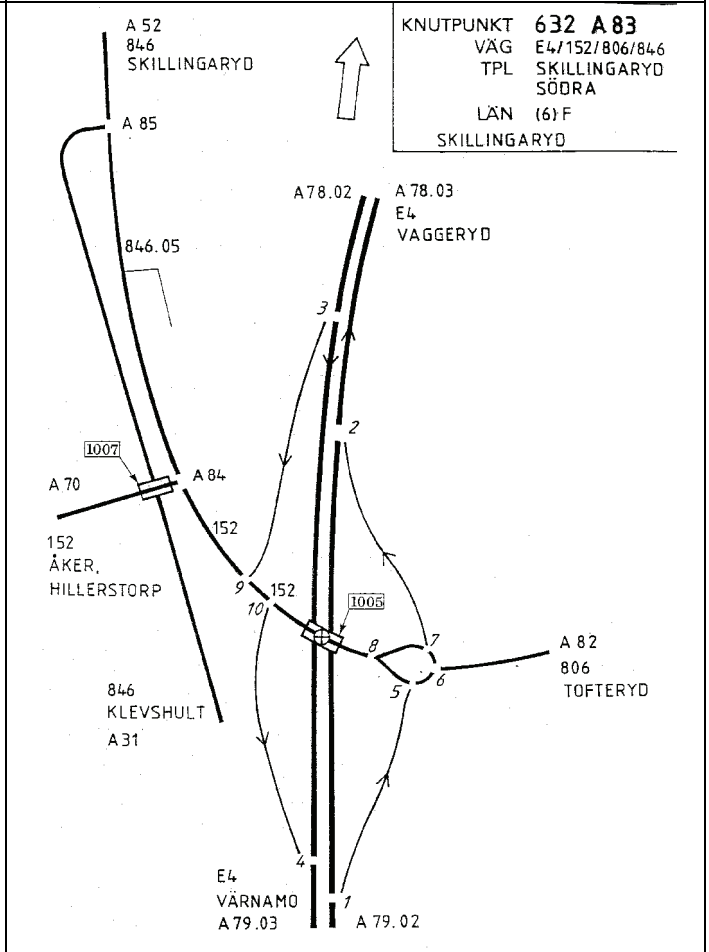 KNUTPUNKT 632 A83
VÄG E4/152/806/846
TPL SKILLINGARYD
SÖDRA
LÄN (6) F
SKILLINGARYD
A 52
846
SKILLINGARYD
A 85
A 78.02
A 78.03
E4
VAGGERYD
846.05
3
2
1007
A 70
A 84
152
152
ÅKER,
HILLERSTORP
9
152
10
1005
8
7
6
5
A 82
806
TOFTERYD
846
KLEVSHULT
A 31
4
1
E4
VÄRNAMO
A 79.03
A 79.02